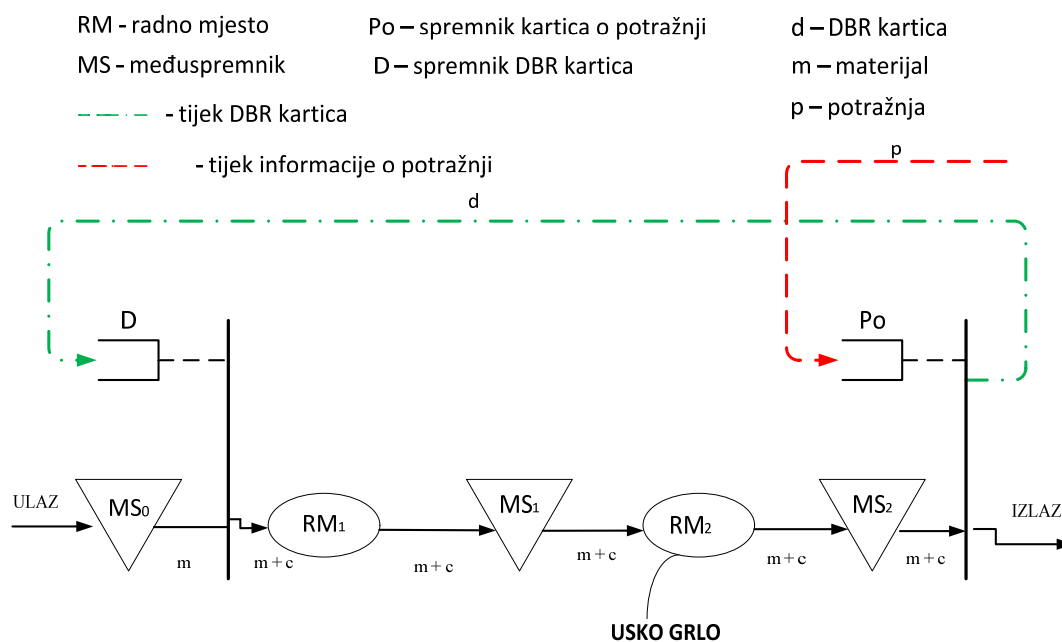 RM - radno mjesto
Po – spremnik kartica o potražnji
d – DBR kartica
MS - međuspremnik
D – spremnik DBR kartica
m – materijal
- tijek DBR kartica
p – potražnja
- tijek informacije o potražnji
p
d
D
Po
ULAZ
MS0
RM1
MS1
RM2
MS2
IZLAZ
m
m + c
m + c
m + c
m + c
m + c
USKO GRLO